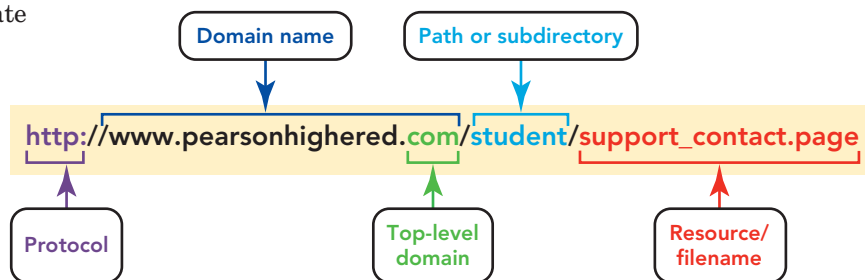 ate
Domain name
Path or subdirectory
http://www.pearsonhighered.com/student/support_contact.page
Protocol
Top-level
domain
Resource/
filename